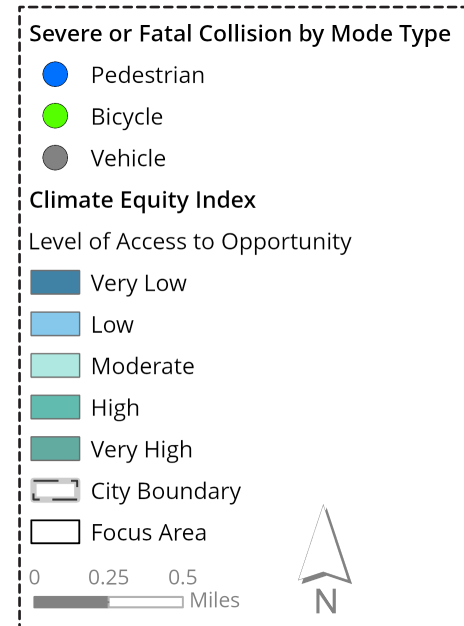 Severe or Fatal Collision by Mode Type
Pedestrian
Bicycle
Vehicle
Climate Equity Index
Level of Access to Opportunity
Very Low
Low
Moderate
High
Very High
City Boundary
Focus Area
0 0.25 0.5
Miles
N